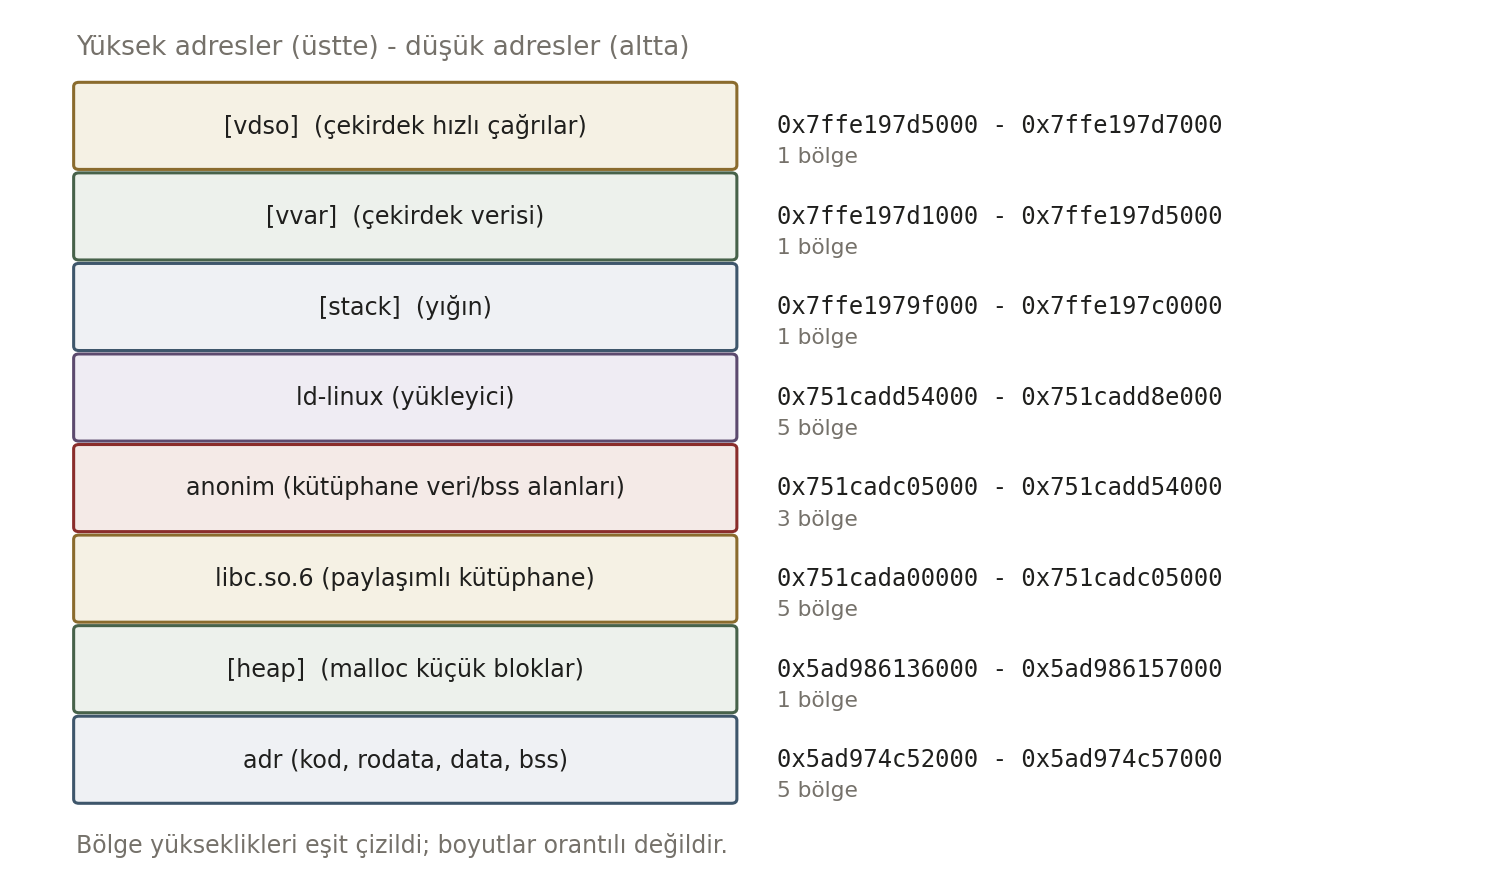 Yüksek adresler (üstte) - düşük adresler (altta)
[vdso]  (çekirdek hızlı çağrılar)
0x7ffe197d5000 - 0x7ffe197d7000
1 bölge
[vvar]  (çekirdek verisi)
0x7ffe197d1000 - 0x7ffe197d5000
1 bölge
[stack]  (yığın)
0x7ffe1979f000 - 0x7ffe197c0000
1 bölge
ld-linux (yükleyici)
0x751cadd54000 - 0x751cadd8e000
5 bölge
anonim (kütüphane veri/bss alanları)
0x751cadc05000 - 0x751cadd54000
3 bölge
libc.so.6 (paylaşımlı kütüphane)
0x751cada00000 - 0x751cadc05000
5 bölge
[heap]  (malloc küçük bloklar)
0x5ad986136000 - 0x5ad986157000
1 bölge
adr (kod, rodata, data, bss)
0x5ad974c52000 - 0x5ad974c57000
5 bölge
Bölge yükseklikleri eşit çizildi; boyutlar orantılı değildir.